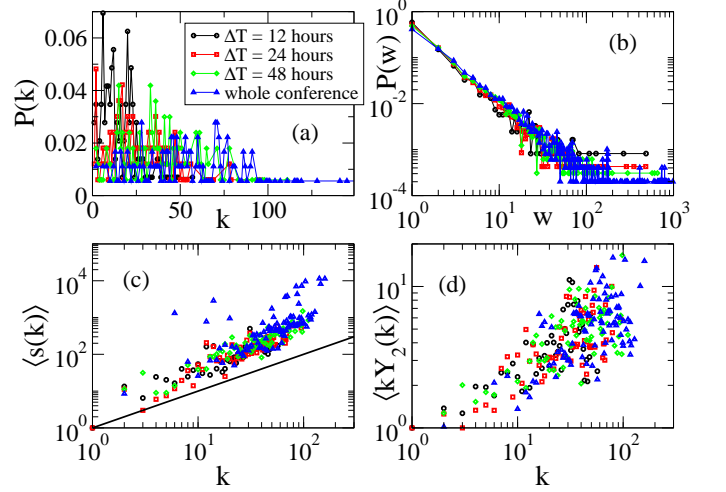 0.06
0.04
0.02
0
P(k)
0 50 100
k
(a)
ΔT = 12 hours
ΔT = 24 hours
ΔT = 48 hours
whole conference
10^0
10^-2
10^-4
P(w)
10^0 10^1 10^2 10^3
w
(b)
10^4
10^2
10^0
⟨s(k)⟩
10^0 10^1 10^2
k
(c)
10^1
10^0
⟨kY_2(k)⟩
10^0 10^1 10^2
k
(d)